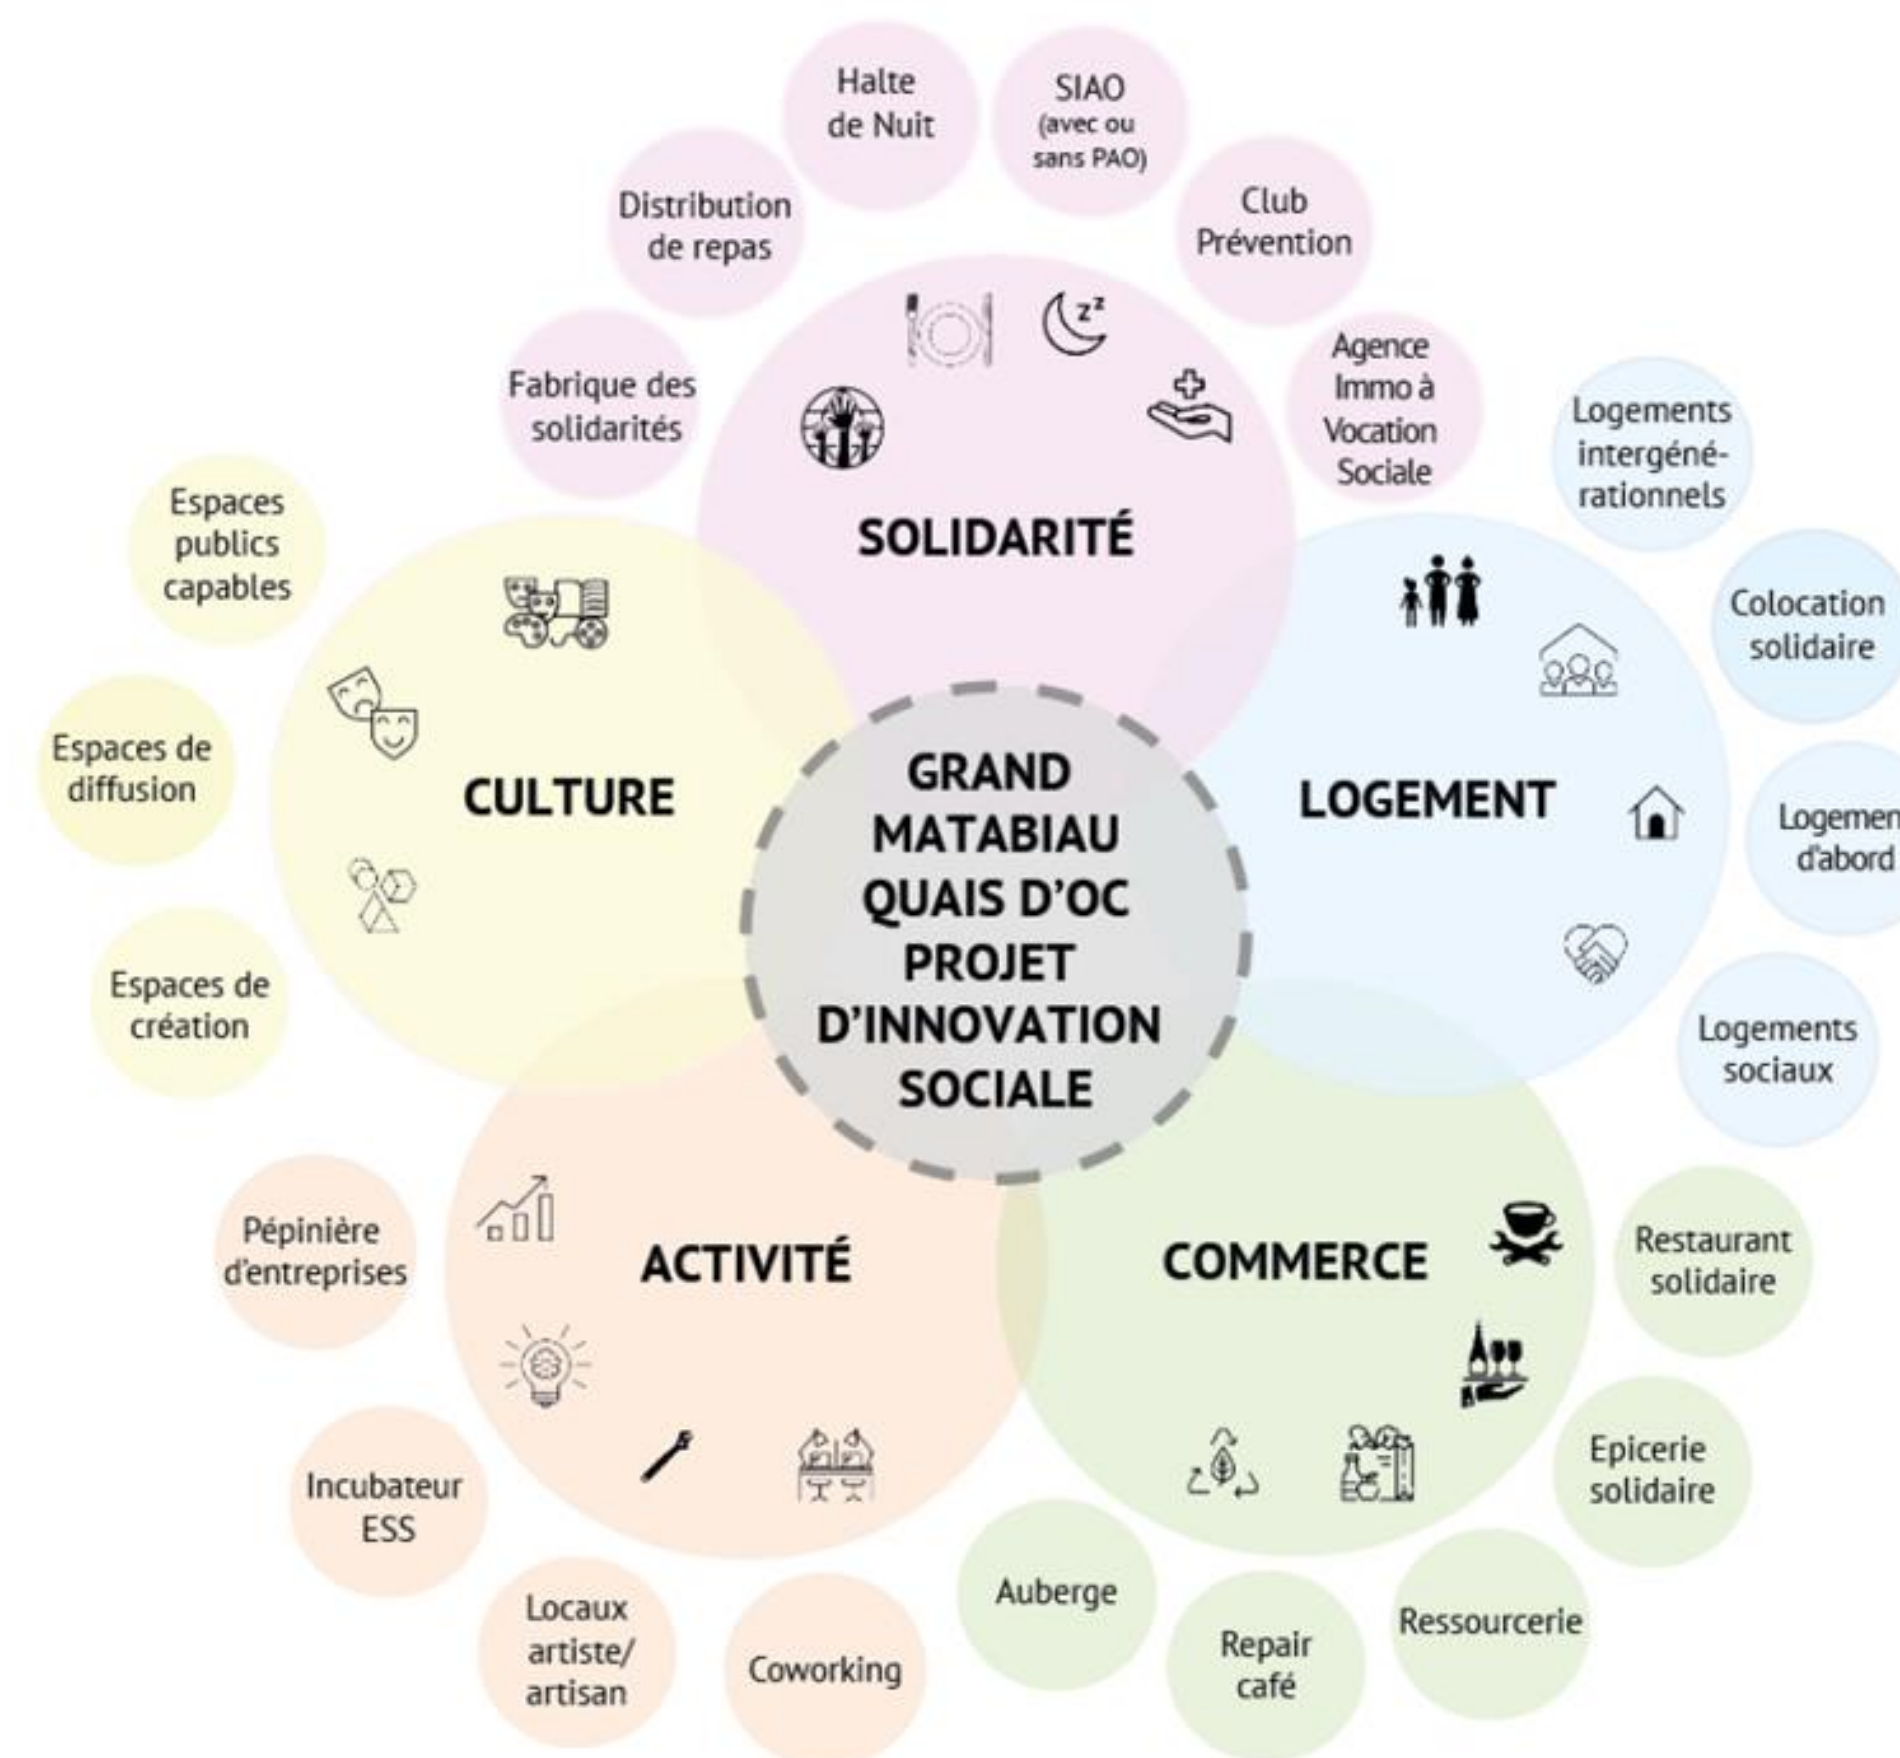 Halte
de Nuit
SIAO
(avec ou
sans PAO)
Distribution
de repas
Club
Prévention
Fabrique des
solidarités
Agence
Immo à
Vocation
Sociale
SOLIDARITÉ
Logements
intergéné-
rationnels
Colocation
solidaire
Logemen
d'abord
Logements
sociaux
LOGEMENT
Espaces
publics
capables
Espaces de
diffusion
Espaces de
création
CULTURE
GRAND
MATABIAU
QUAIS D'OC
PROJET
D'INNOVATION
SOCIALE
Pépinière
d'entreprises
ACTIVITÉ
Incubateur
ESS
Locaux
artiste/
artisan
Coworking
COMMERCE
Restaurant
solidaire
Epicerie
solidaire
Auberge
Repair
café
Ressourcerie
zz